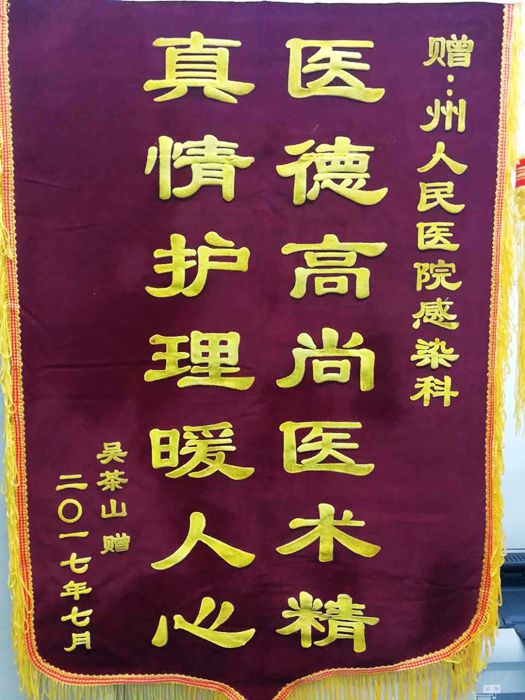 赠：州人民医院感染科
医德高尚医术精
真情护理暖人心
吴茶山 赠
二〇一七年七月